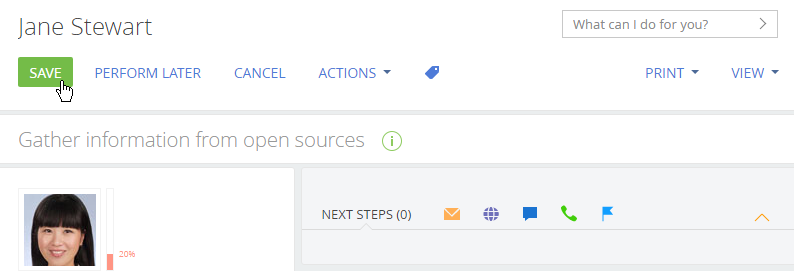 Jane Stewart
What can I do for you?
SAVE PERFORM LATER CANCEL ACTIONS PRINT VIEW
Gather information from open sources i
NEXT STEPS (0)
20%